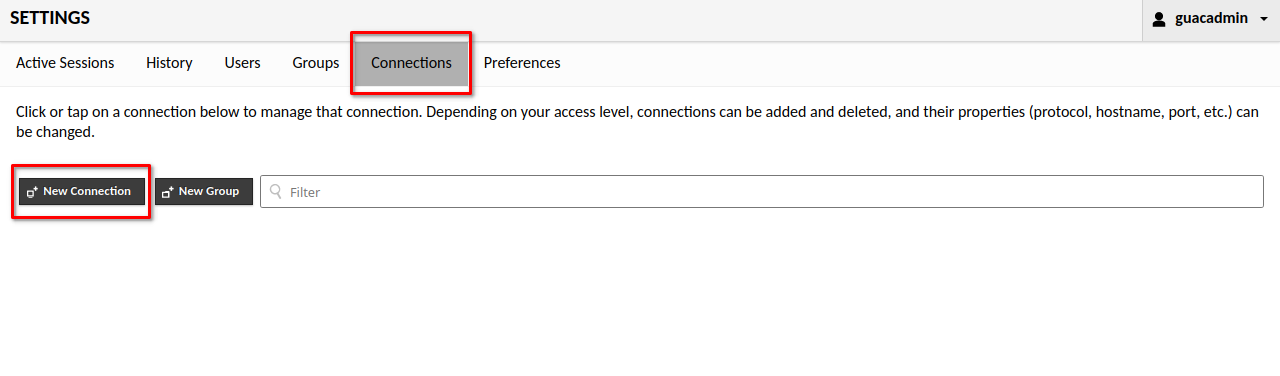 SETTINGS
guacadmin
Active Sessions History Users Groups Connections Preferences
Click or tap on a connection below to manage that connection. Depending on your access level, connections can be added and deleted, and their properties (protocol, hostname, port, etc.) can
be changed.
New Connection New Group Filter